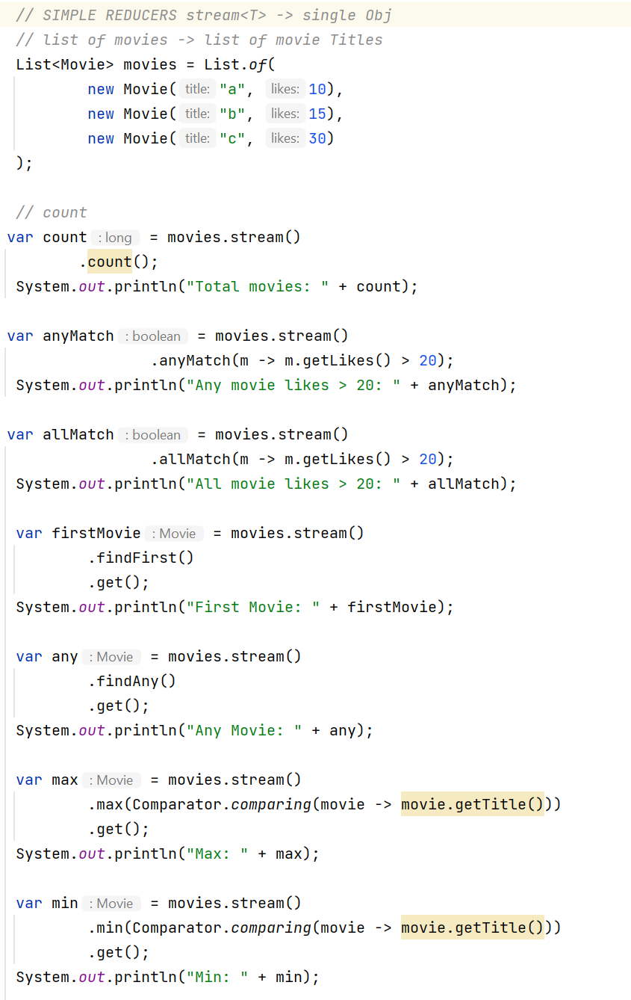 // SIMPLE REDUCERS stream<T> -> single Obj
// list of movies -> list of movie Titles
List<Movie> movies = List.of(
        new Movie( title: "a",  likes: 10),
        new Movie( title: "b",  likes: 15),
        new Movie( title: "c",  likes: 30)
);

// count
var count : long  = movies.stream()
        .count();
System.out.println("Total movies: " + count);

var anyMatch : boolean  = movies.stream()
                .anyMatch(m -> m.getLikes() > 20);
System.out.println("Any movie likes > 20: " + anyMatch);

var allMatch : boolean  = movies.stream()
                .allMatch(m -> m.getLikes() > 20);
System.out.println("All movie likes > 20: " + allMatch);

var firstMovie : Movie  = movies.stream()
        .findFirst()
        .get();
System.out.println("First Movie: " + firstMovie);

var any : Movie  = movies.stream()
        .findAny()
        .get();
System.out.println("Any Movie: " + any);

var max : Movie  = movies.stream()
        .max(Comparator.comparing(movie -> movie.getTitle()))
        .get();
System.out.println("Max: " + max);

var min : Movie  = movies.stream()
        .min(Comparator.comparing(movie -> movie.getTitle()))
        .get();
System.out.println("Min: " + min);